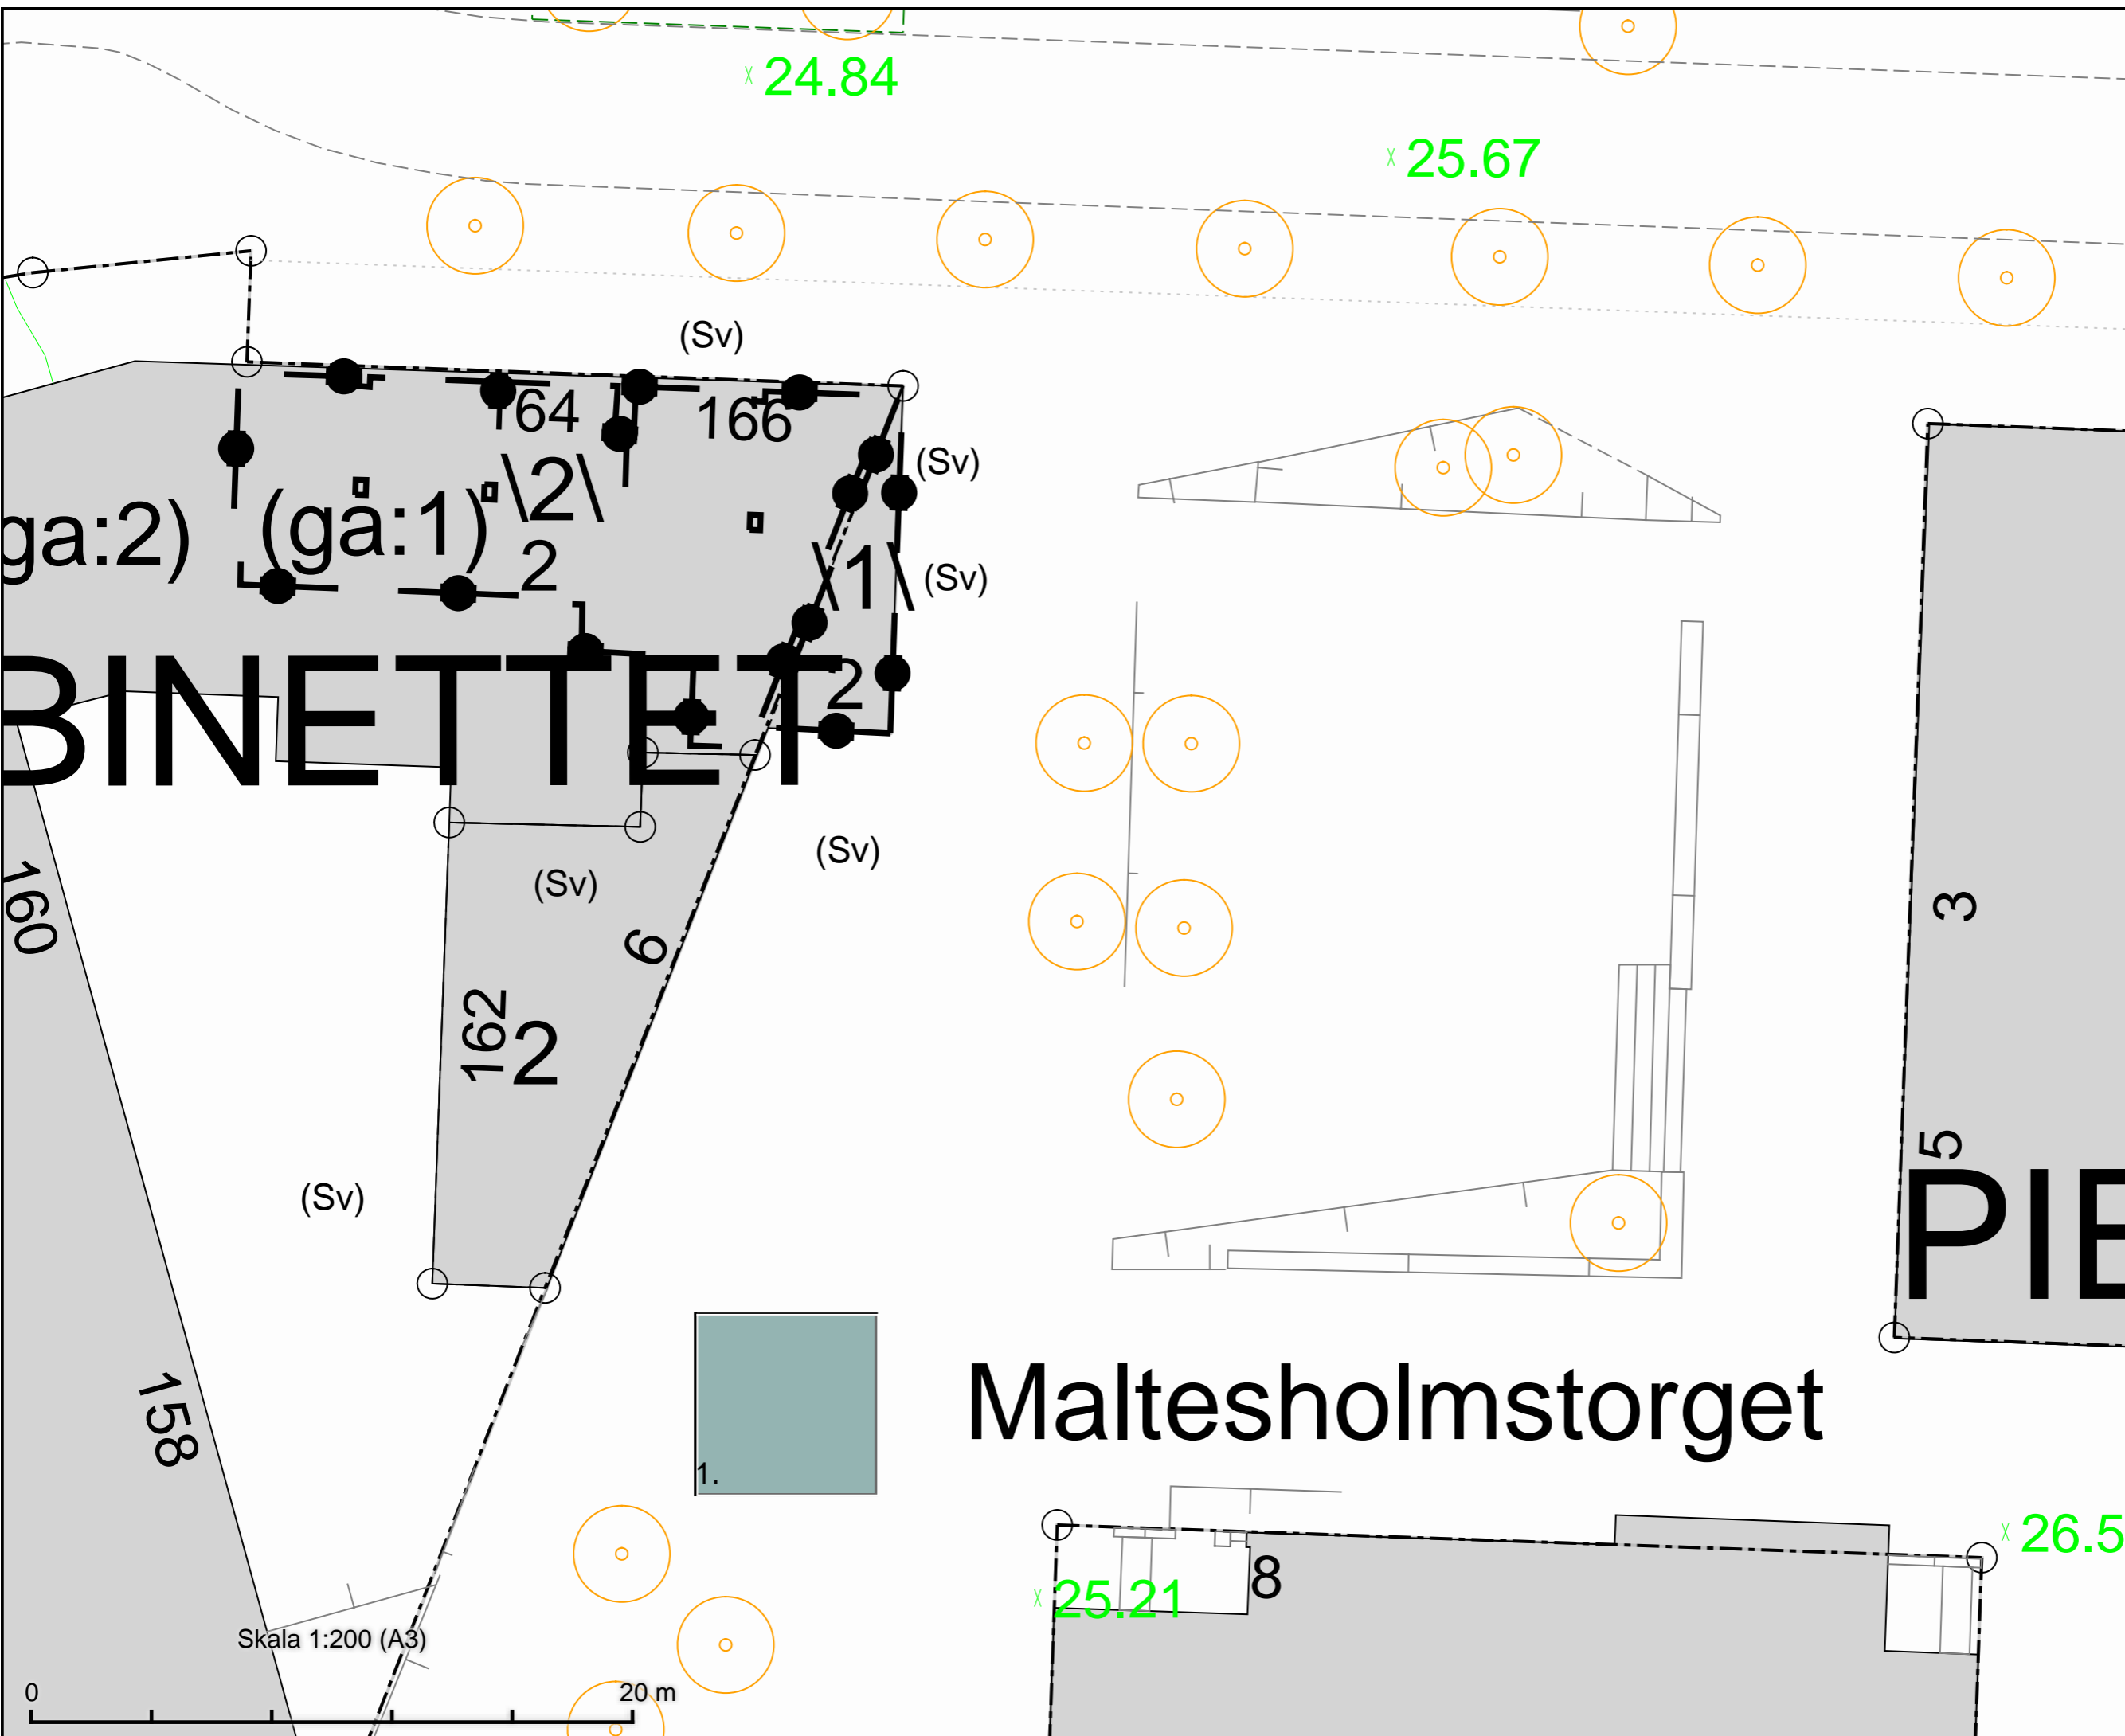 24.84
25.67
(Sv)
164
166
(Sv)
\2\
ga:2)
(gå:1)
2
\1\
(Sv)
BINETTET
2
(Sv)
(Sv)
160
6
3
162
2
5
(Sv)
PIE
158
Maltesholmstorget
1.
26.5
8
25.21
Skala 1:200 (A3)
0
20 m